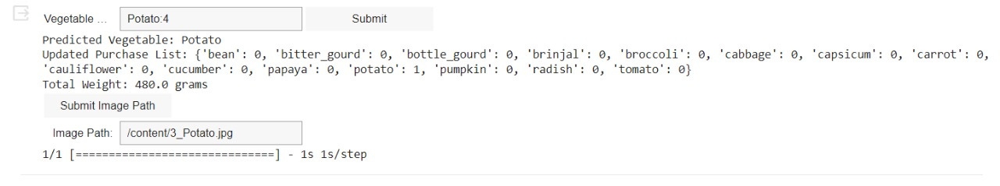 Vegetable ... Potato:4 Submit
Predicted Vegetable: Potato
Updated Purchase List: {'bean': 0, 'bitter_gourd': 0, 'bottle_gourd': 0, 'brinjal': 0, 'broccoli': 0, 'cabbage': 0, 'capsicum': 0, 'carrot': 0,
'cauliflower': 0, 'cucumber': 0, 'papaya': 0, 'potato': 1, 'pumpkin': 0, 'radish': 0, 'tomato': 0}
Total Weight: 480.0 grams
Submit Image Path
Image Path: /content/3_Potato.jpg
1/1 [==============================] - 1s 1s/step